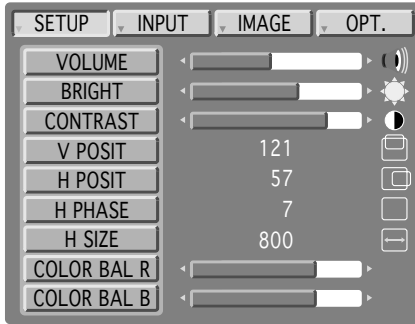 SETUP INPUT IMAGE OPT.
VOLUME
BRIGHT
CONTRAST
V POSIT 121
H POSIT 57
H PHASE 7
H SIZE 800
COLOR BAL R
COLOR BAL B